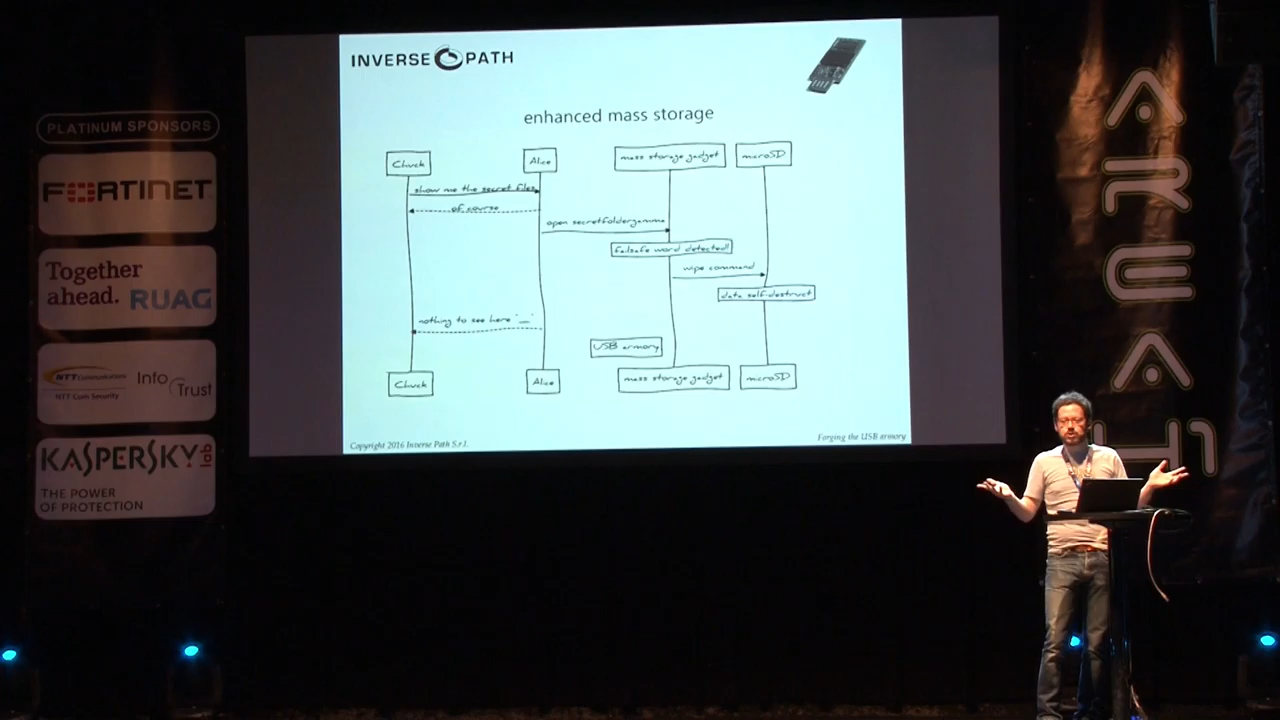 PLATINUM SPONSORS
FORTINET
Together
ahead. RUAG
NTT Communications
NTT Com Security
Info
Trust
KASPERSKY lab
THE POWER
OF PROTECTION
INVERSE PATH
enhanced mass storage
Chuck
Alice
mass storage gadget
microSD
show me the secret files
of course
open secretfoldergamma
failsafe word detected!
wipe command
data self-destruct
nothing to see here
USB armory
Chuck
Alice
mass storage gadget
microSD
Copyright 2016 Inverse Path S.r.l.
Forging the USB armory
AREA41